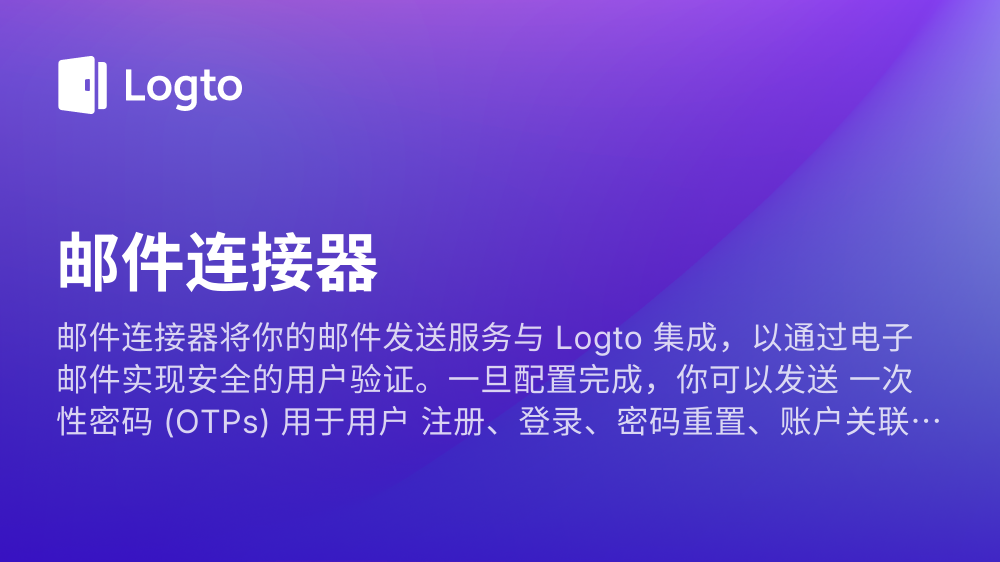 Logto
邮件连接器
邮件连接器将你的邮件发送服务与 Logto 集成，以通过电子
邮件实现安全的用户验证。一旦配置完成，你可以发送 一次
性密码 (OTPs) 用于用户 注册、登录、密码重置、账户关联…